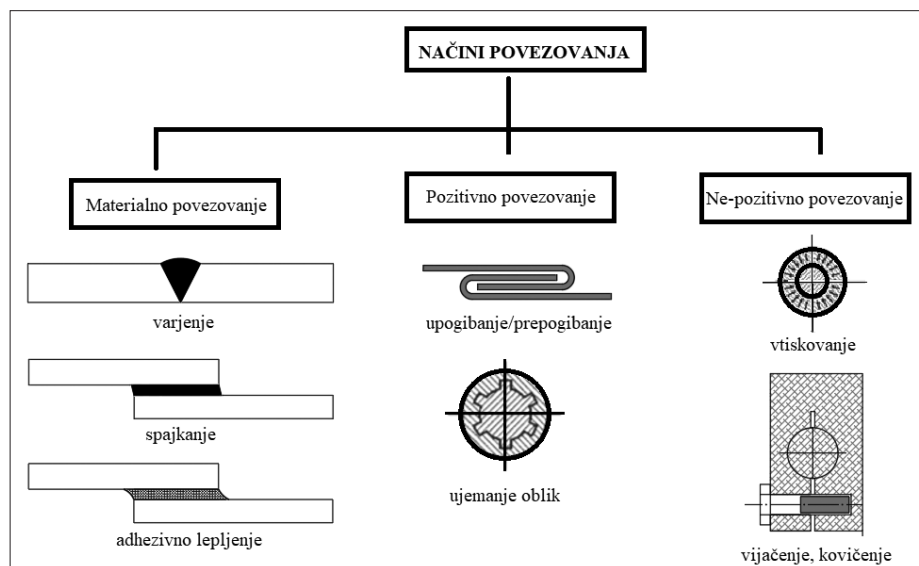 NAČINI POVEZOVANJA
Materialno povezovanje
Pozitivno povezovanje
Ne-pozitivno povezovanje
varjenje
upogibanje/prepogibanje
vtiskovanje
spajkanje
ujemanje oblik
adhezivno lepljenje
vijačenje, kovičenje